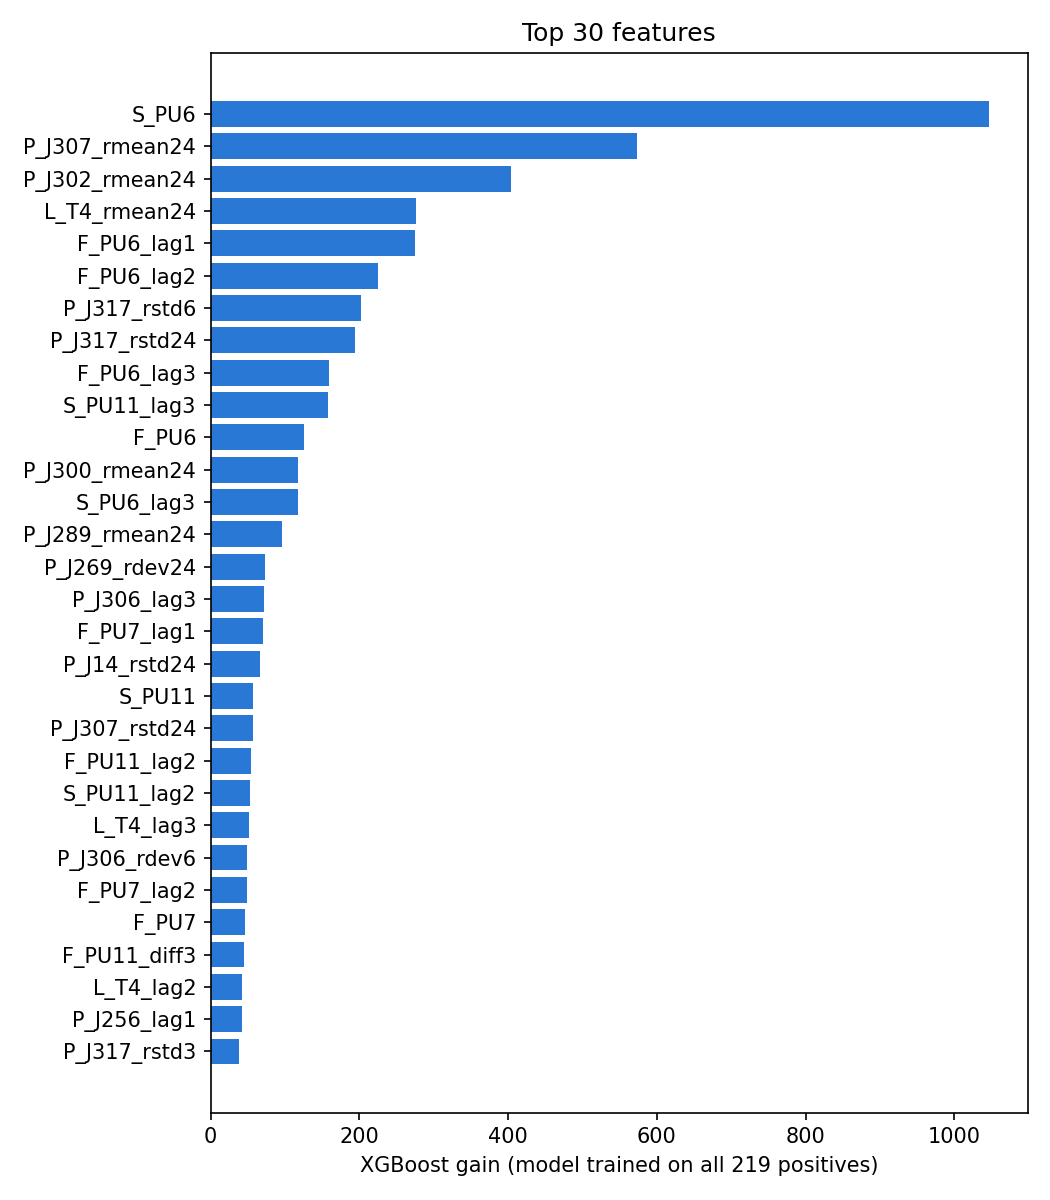 Top 30 features
S_PU6
P_J307_rmean24
P_J302_rmean24
L_T4_rmean24
F_PU6_lag1
F_PU6_lag2
P_J317_rstd6
P_J317_rstd24
F_PU6_lag3
S_PU11_lag3
F_PU6
P_J300_rmean24
S_PU6_lag3
P_J289_rmean24
P_J269_rdev24
P_J306_lag3
F_PU7_lag1
P_J14_rstd24
S_PU11
P_J307_rstd24
F_PU11_lag2
S_PU11_lag2
L_T4_lag3
P_J306_rdev6
F_PU7_lag2
F_PU7
F_PU11_diff3
L_T4_lag2
P_J256_lag1
P_J317_rstd3
0 200 400 600 800 1000
XGBoost gain (model trained on all 219 positives)